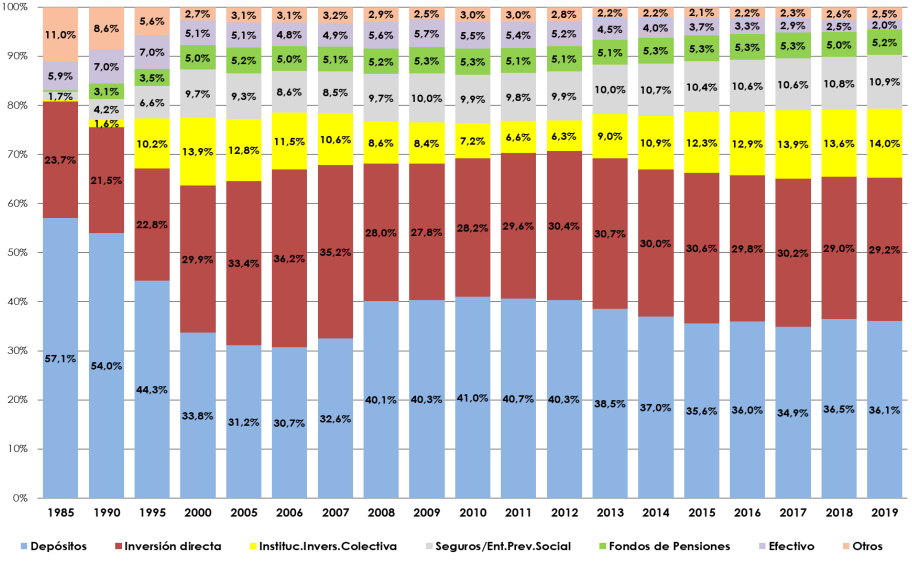 100%
90%
80%
70%
60%
50%
40%
30%
20%
10%
0%
11,0% 8,6% 5,6% 2,7% 3,1% 3,1% 3,2% 2,9% 2,5% 3,0% 3,0% 2,8% 2,2% 2,2% 2,1% 2,2% 2,3% 2,6% 2,5%
5,9% 7,0% 7,0% 5,1% 5,1% 4,8% 4,9% 5,6% 5,7% 5,5% 5,4% 5,2% 4,5% 4,0% 3,7% 3,3% 2,9% 2,5% 2,0%
3,1% 3,5% 5,0% 5,2% 5,0% 5,1% 5,2% 5,3% 5,3% 5,1% 5,1% 5,1% 5,3% 5,3% 5,3% 5,3% 5,0% 5,2%
1,7% 4,2% 6,6% 9,7% 9,3% 8,6% 8,5% 9,7% 10,0% 9,9% 9,8% 9,9% 10,0% 10,7% 10,4% 10,6% 10,6% 10,8% 10,9%
1,6% 10,2% 13,9% 12,8% 11,5% 10,6% 8,6% 8,4% 7,2% 6,6% 6,3% 9,0% 10,9% 12,3% 12,9% 13,9% 13,6% 14,0%
23,7% 21,5% 22,8% 29,9% 33,4% 36,2% 35,2% 28,0% 27,8% 28,2% 29,6% 30,4% 30,7% 30,0% 30,6% 29,8% 30,2% 29,0% 29,2%
57,1% 54,0% 44,3% 33,8% 31,2% 30,7% 32,6% 40,1% 40,3% 41,0% 40,7% 40,3% 38,5% 37,0% 35,6% 36,0% 34,9% 36,5% 36,1%
1985 1990 1995 2000 2005 2006 2007 2008 2009 2010 2011 2012 2013 2014 2015 2016 2017 2018 2019
Depósitos Inversión directa Instituc.Invers.Colectiva Seguros/Ent.Prev.Social Fondos de Pensiones Efectivo Otros